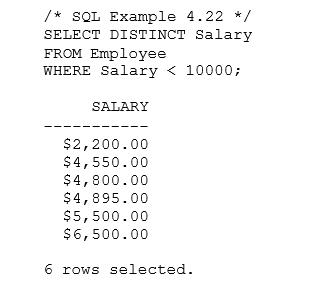 /* SQL Example 4.22 */
SELECT DISTINCT Salary
FROM Employee
WHERE Salary < 10000;
SALARY
-----------
$2,200.00
$4,550.00
$4,800.00
$4,895.00
$5,500.00
$6,500.00
6 rows selected.